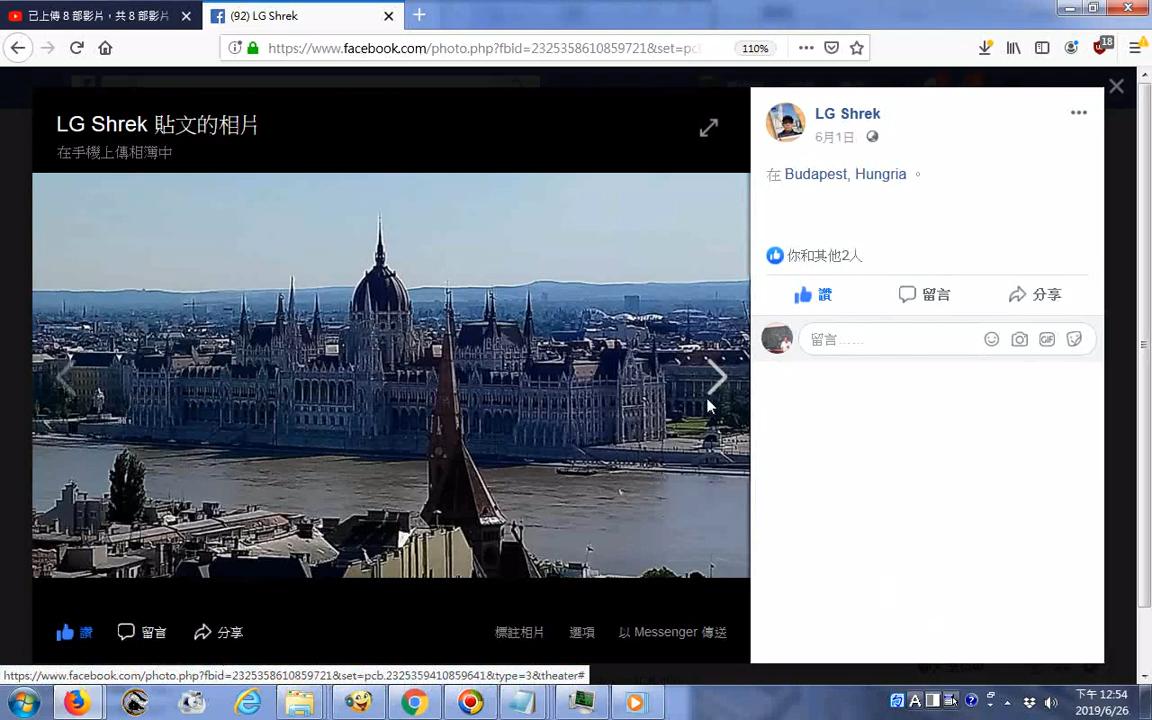 已上傳 8 部影片，共 8 部影片
(92) LG Shrek
https://www.facebook.com/photo.php?fbid=2325358610859721&set=pc
110%
18
LG Shrek 貼文的相片
在手機上傳相簿中
LG Shrek
6月1日
在 Budapest, Hungria 。
你和其他2人
讚 留言 分享
留言......
GIF
讚 留言 分享
標註相片 選項 以 Messenger 傳送
https://www.facebook.com/photo.php?fbid=2325358610859721&set=pcb.2325359410859641&type=3&theater#
下午 12:54
2019/6/26